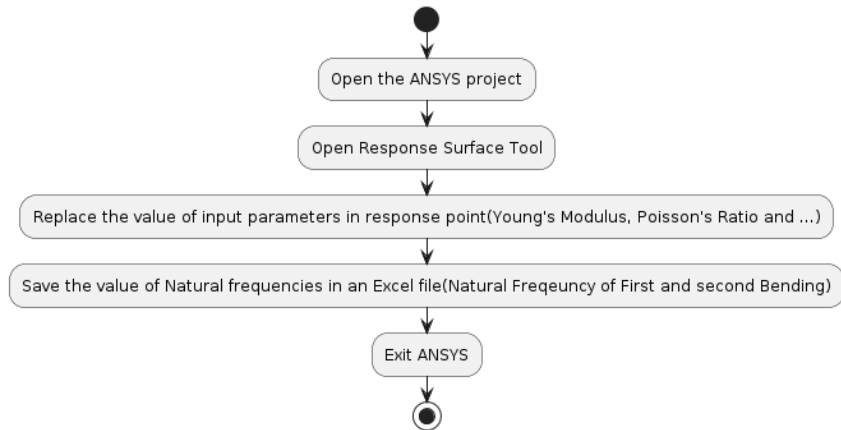 Open the ANSYS project
Open Response Surface Tool
Replace the value of input parameters in response point(Young's Modulus, Poisson's Ratio and ...)
Save the value of Natural frequencies in an Excel file(Natural Freqeuncy of First and second Bending)
Exit ANSYS